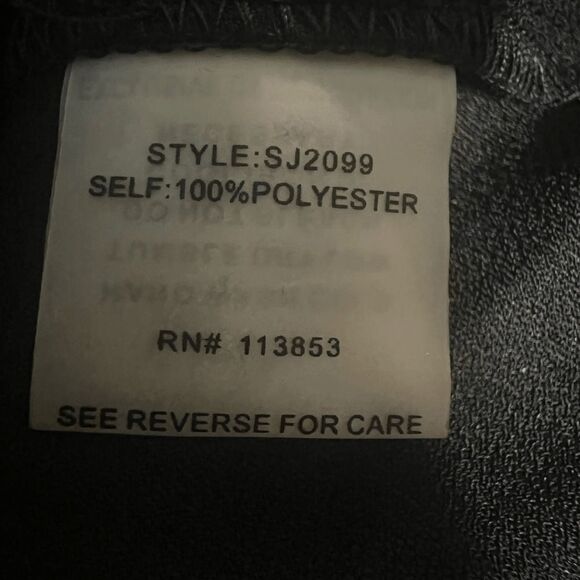 STYLE:SJ2099
SELF:100%POLYESTER
RN# 113853
SEE REVERSE FOR CARE